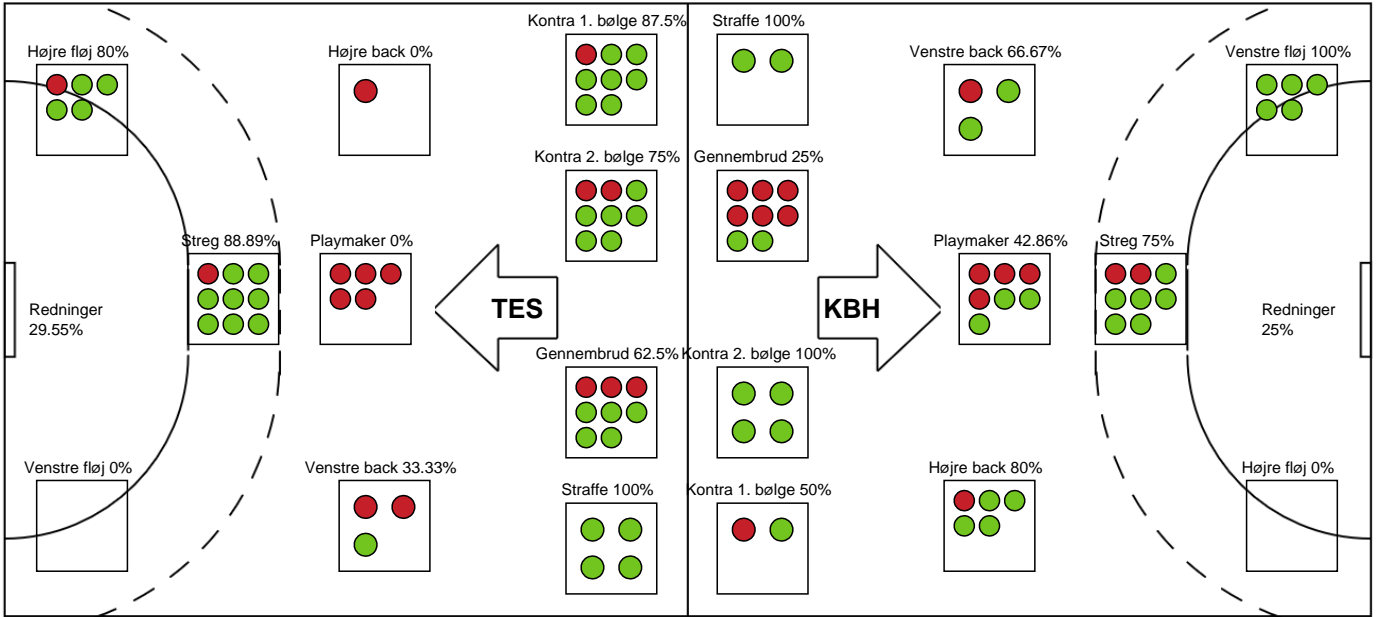 Kontra 1. bølge 87.5%
Straffe 100%
Højre fløj 80%
Højre back 0%
Venstre back 66.67%
Venstre fløj 100%
Kontra 2. bølge 75%
Gennembrud 25%
Streg 88.89%
Playmaker 0%
Playmaker 42.86%
Streg 75%
TES
KBH
Redninger
29.55%
Redninger
25%
Gennembrud 62.5%
Kontra 2. bølge 100%
Venstre fløj 0%
Venstre back 33.33%
Højre back 80%
Højre fløj 0%
Straffe 100%
Kontra 1. bølge 50%